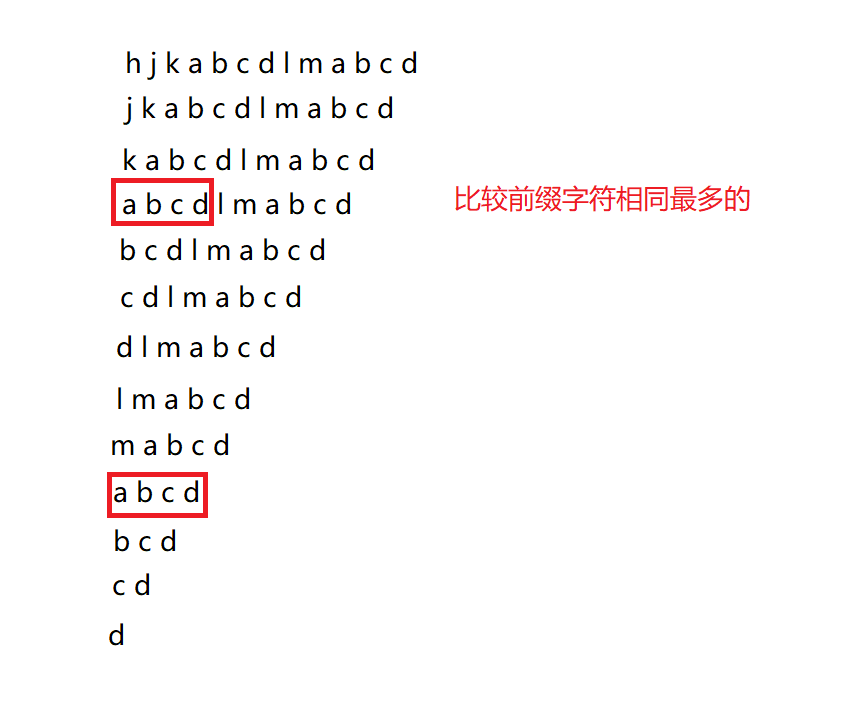 h j k a b c d l m a b c d
j k a b c d l m a b c d
k a b c d l m a b c d
a b c d l m a b c d
比较前缀字符相同最多的
b c d l m a b c d
c d l m a b c d
d l m a b c d
l m a b c d
m a b c d
a b c d
b c d
c d
d